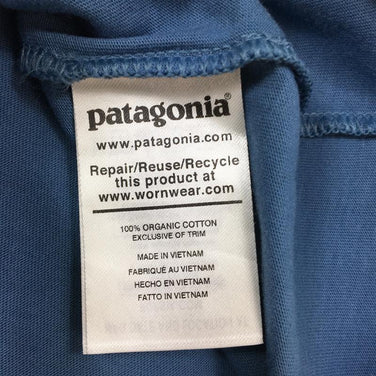 patagonia®
www.patagonia.com
Repair/Reuse/Recycle
this product at
www.wornwear.com
100% ORGANIC COTTON
EXCLUSIVE OF TRIM
MADE IN VIETNAM
FABRIQUÉ AU VIETNAM
HECHO EN VIETNAM
FATTO IN VIETNAM